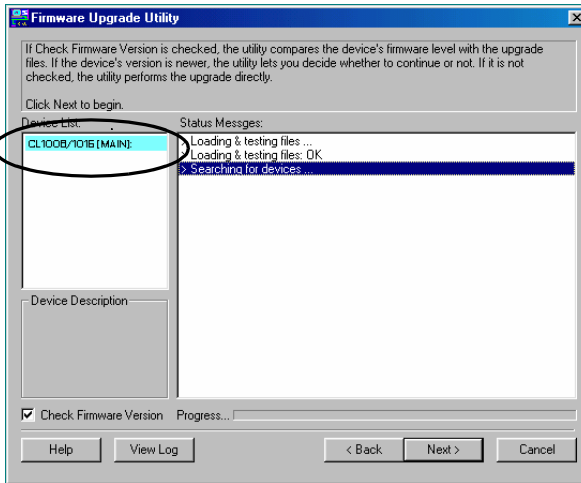 Firmware Upgrade Utility
If Check Firmware Version is checked, the utility compares the device's firmware level with the upgrade
files. If the device's version is newer, the utility lets you decide whether to continue or not. If it is not
checked, the utility performs the upgrade directly.
Click Next to begin.
Device List:
Status Messges:
CL1008/1016 [MAIN]:
> Loading & testing files ...
Loading & testing files: OK
> Searching for devices ...
Device Description
Check Firmware Version
Progress...
Help
View Log
< Back
Next >
Cancel